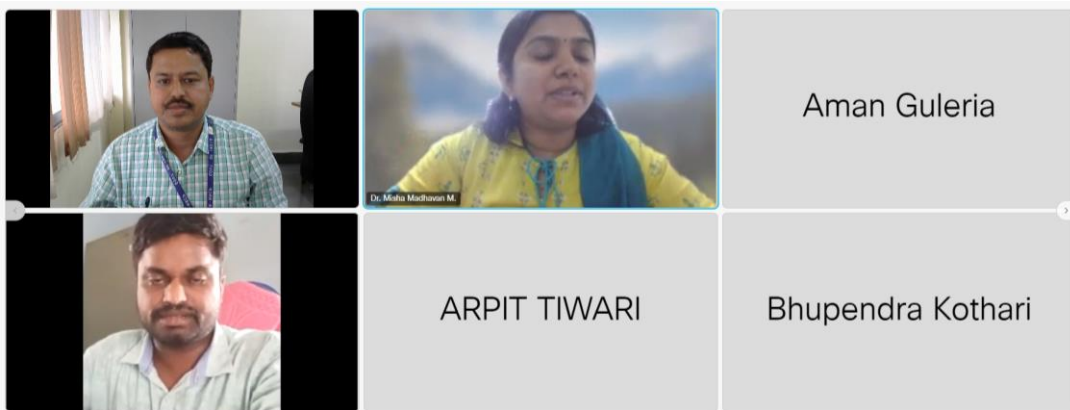 Aman Guleria
Dr. Misha Madhavan M.
ARPIT TIWARI
Bhupendra Kothari